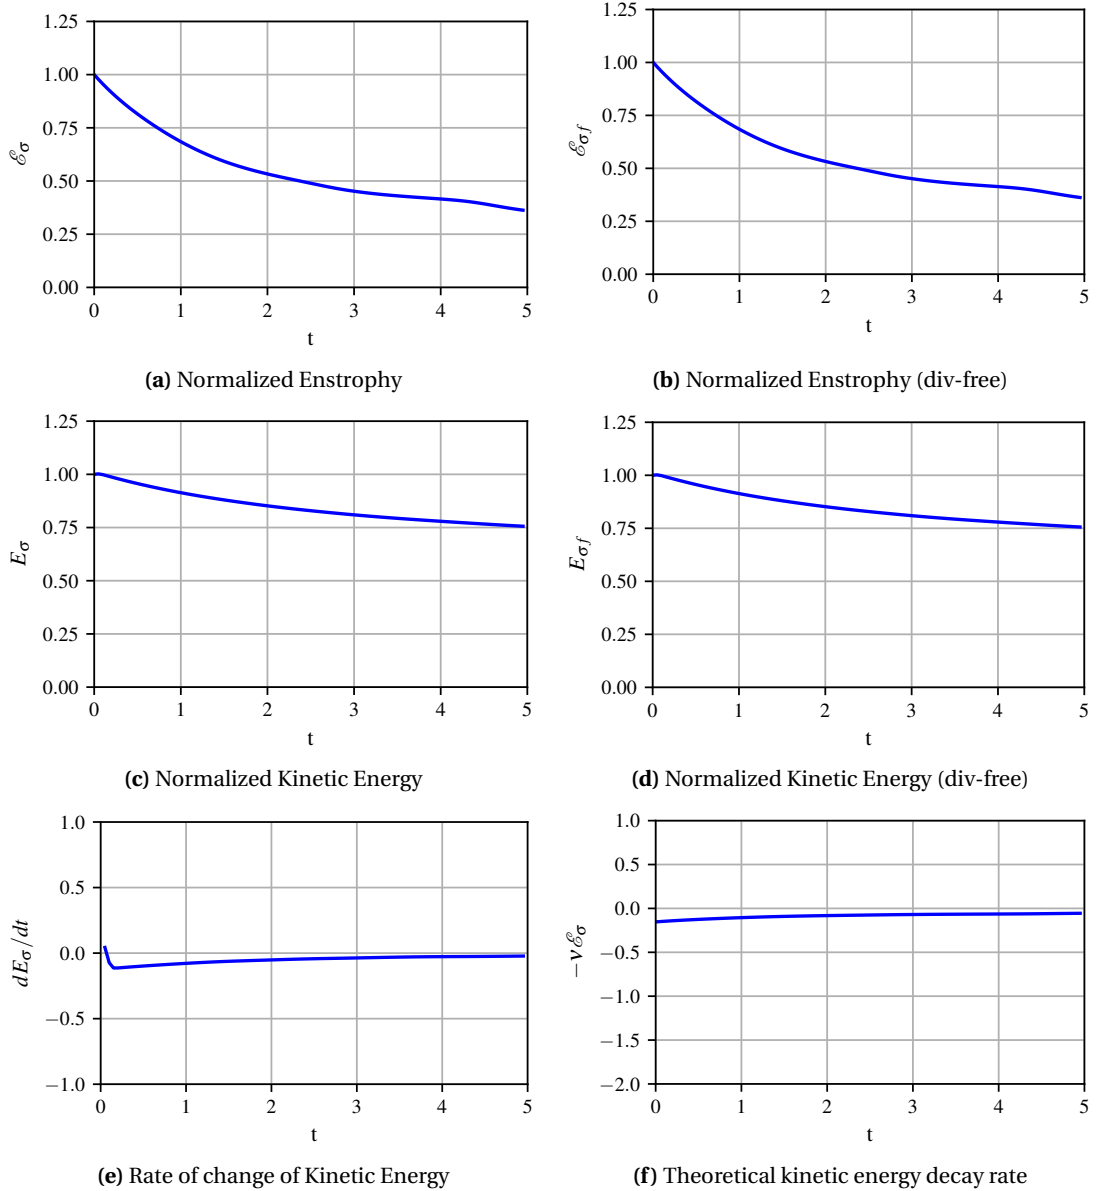 1.25
1.00
0.75
0.50
0.25
0.00
ℰσ
0 1 2 3 4 5
t
(a) Normalized Enstrophy
1.25
1.00
0.75
0.50
0.25
0.00
ℰσf
0 1 2 3 4 5
t
(b) Normalized Enstrophy (div-free)
1.25
1.00
0.75
0.50
0.25
0.00
Eσ
0 1 2 3 4 5
t
(c) Normalized Kinetic Energy
1.25
1.00
0.75
0.50
0.25
0.00
Eσf
0 1 2 3 4 5
t
(d) Normalized Kinetic Energy (div-free)
1.0
0.5
0.0
−0.5
−1.0
dEσ/dt
0 1 2 3 4 5
t
(e) Rate of change of Kinetic Energy
1.0
0.5
0.0
−0.5
−1.0
−1.5
−2.0
−νℰσ
0 1 2 3 4 5
t
(f) Theoretical kinetic energy decay rate